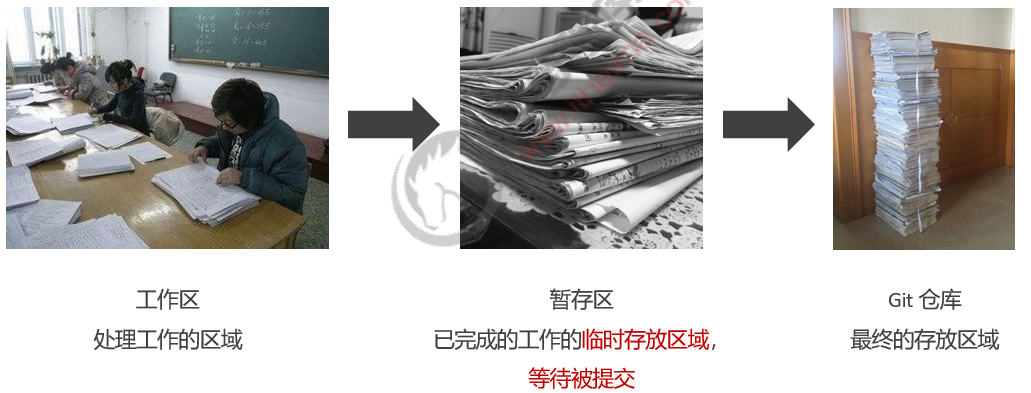 工作区
处理工作的区域
暂存区
已完成的工作的临时存放区域，
等待被提交
Git 仓库
最终的存放区域